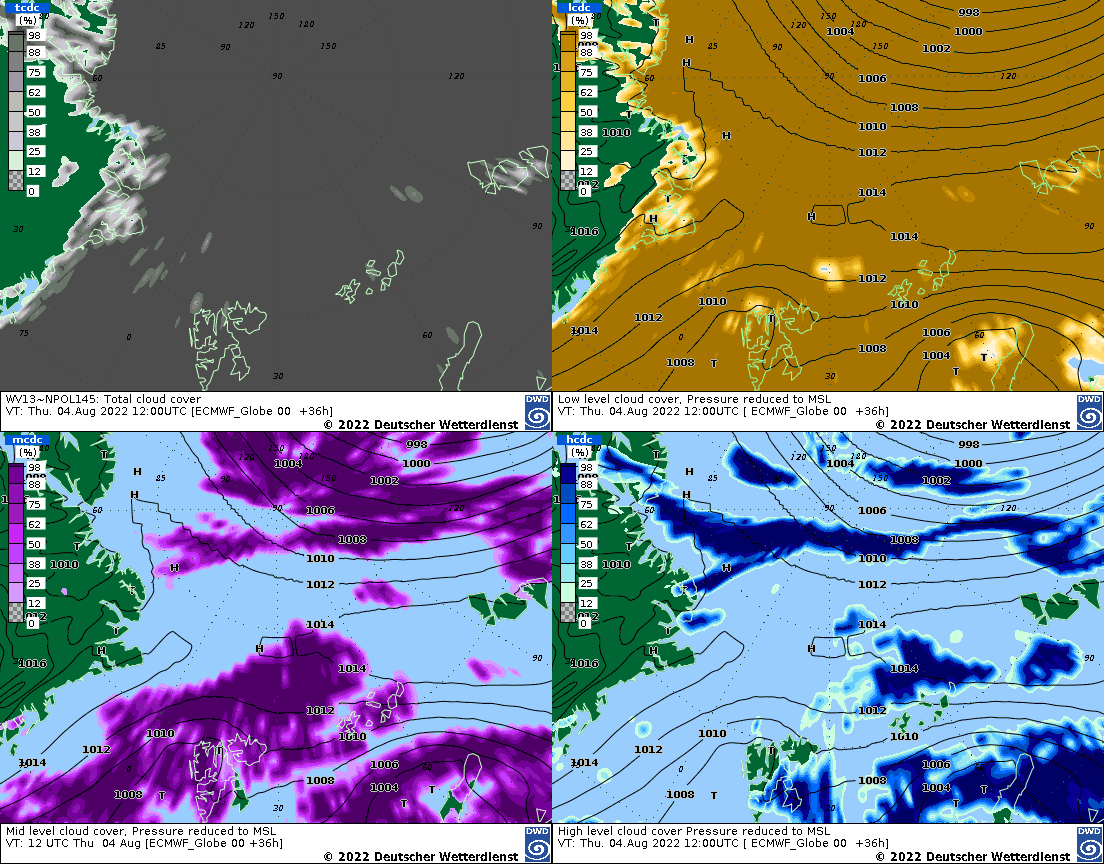 tcdc
(%)
98
88
75
62
50
38
25
12
0
150
120
180
85
90
150
60
90
120
30
90
75
0
60
30
WV13~NPOL145: Total cloud cover
VT: Thu. 04.Aug 2022 12:00UTC [ECMWF_Globe 00 +36h]
© 2022 Deutscher Wetterdienst
DWD
lcdc
(%)
98
88
75
62
50
38
25
12
0
T
H
H
H
T
T
H
H
T
T
T
T
998
1000
1002
1004
1006
1008
1010
1012
1014
1014
1012
1010
1006
1004
1008
1010
1012
1014
1008
1010
1016
120
150
180
85
150
60
90
120
90
0
60
30
Low level cloud cover, Pressure reduced to MSL
VT: Thu. 04.Aug 2022 12:00UTC [ ECMWF_Globe 00 +36h]
© 2022 Deutscher Wetterdienst
DWD
mcdc
(%)
98
88
75
62
50
38
25
12
0
T
H
H
T
H
T
H
H
T
T
T
T
998
1000
1004
1002
1006
1008
1010
1012
1014
1014
1012
1010
1006
1004
1008
1010
1012
1014
1008
1010
1016
120
150
180
85
150
60
90
120
90
0
60
30
Mid level cloud cover, Pressure reduced to MSL
VT: 12 UTC Thu 04 Aug [ECMWF_Globe 00 +36h]
© 2022 Deutscher Wetterdienst
DWD
hcdc
(%)
98
88
75
62
50
38
25
12
0
T
H
H
T
H
T
H
H
T
T
T
T
998
1000
1004
1002
1006
1008
1010
1012
1014
1014
1012
1010
1006
1004
1008
1010
1012
1014
1008
1010
1016
120
150
180
85
150
60
90
120
90
0
High level cloud cover Pressure reduced to MSL
VT: Thu. 04.Aug 2022 12:00UTC [ ECMWF_Globe 00 +36h]
© 2022 Deutscher Wetterdienst
DWD